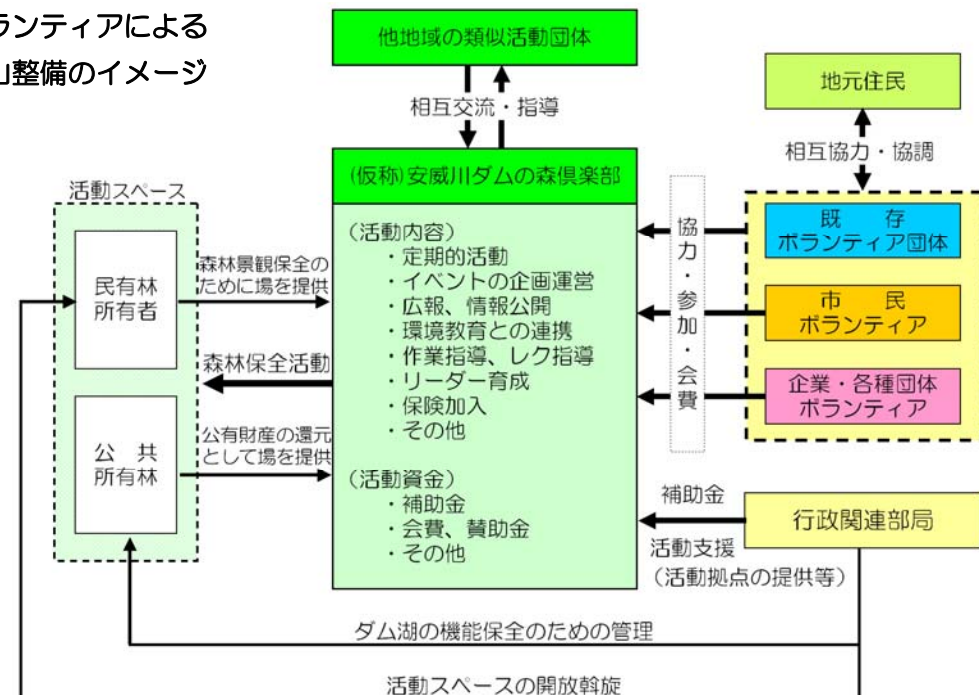 ランティアによる
山整備のイメージ
他地域の類似活動団体
相互交流・指導
地元住民
相互協力・協調
(仮称)安威川ダムの森倶楽部
(活動内容)
・定期的活動
・イベントの企画運営
・広報、情報公開
・環境教育との連携
・作業指導、レク指導
・リーダー育成
・保険加入
・その他
(活動資金)
・補助金
・会費、賛助金
・その他
活動スペース
民有林
所有者
森林景観保全の
ために場を提供
森林保全活動
公共
所有林
公有財産の還元
として場を提供
協力・参加・会費
既存
ボランティア団体
市民
ボランティア
企業・各種団体
ボランティア
補助金
行政関連部局
活動支援
(活動拠点の提供等)
ダム湖の機能保全のための管理
活動スペースの開放斡旋